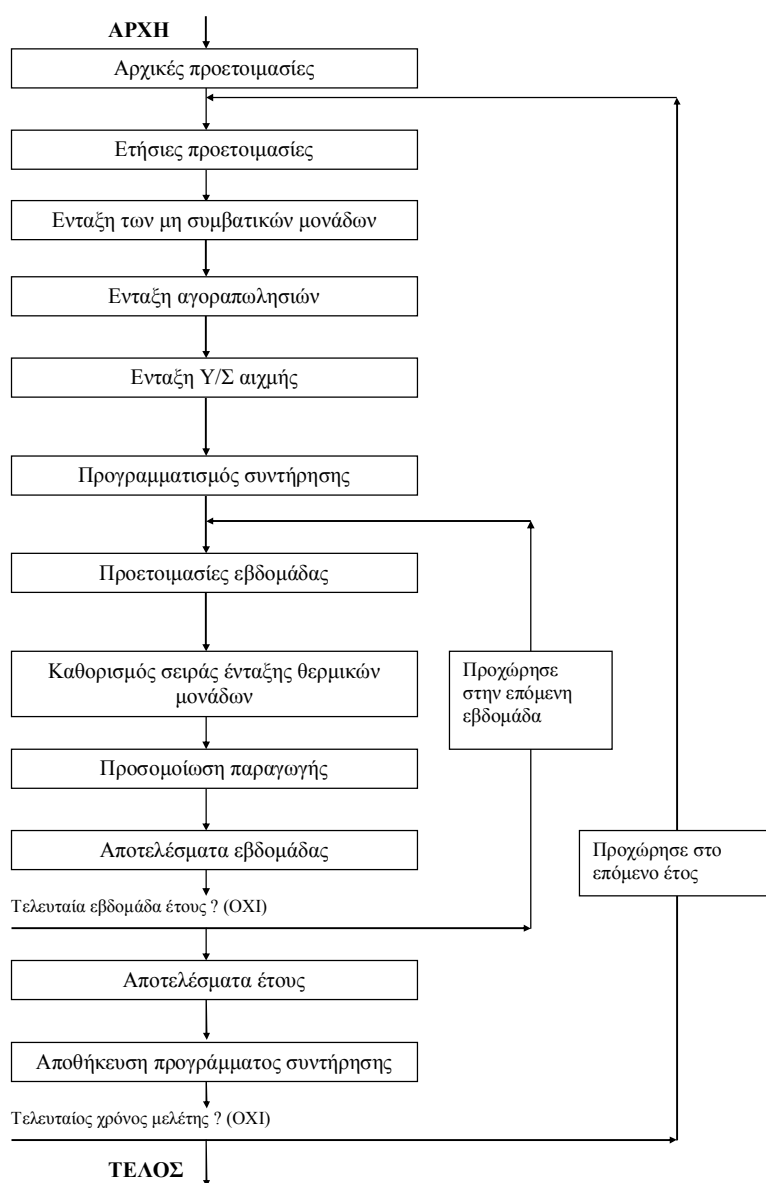 ΑΡΧΗ
Αρχικές προετοιμασίες
Ετήσιες προετοιμασίες
Ενταξη των μη συμβατικών μονάδων
Ενταξη αγοραπωλησιών
Ενταξη Υ/Σ αιχμής
Προγραμματισμός συντήρησης
Προετοιμασίες εβδομάδας
Καθορισμός σειράς ένταξης θερμικών
μονάδων
Προχώρησε
στην επόμενη
εβδομάδα
Προσομοίωση παραγωγής
Αποτελέσματα εβδομάδας
Προχώρησε στο
επόμενο έτος
Τελευταία εβδομάδα έτους ? (ΟΧΙ)
Αποτελέσματα έτους
Αποθήκευση προγράμματος συντήρησης
Τελευταίος χρόνος μελέτης ? (ΟΧΙ)
ΤΕΛΟΣ